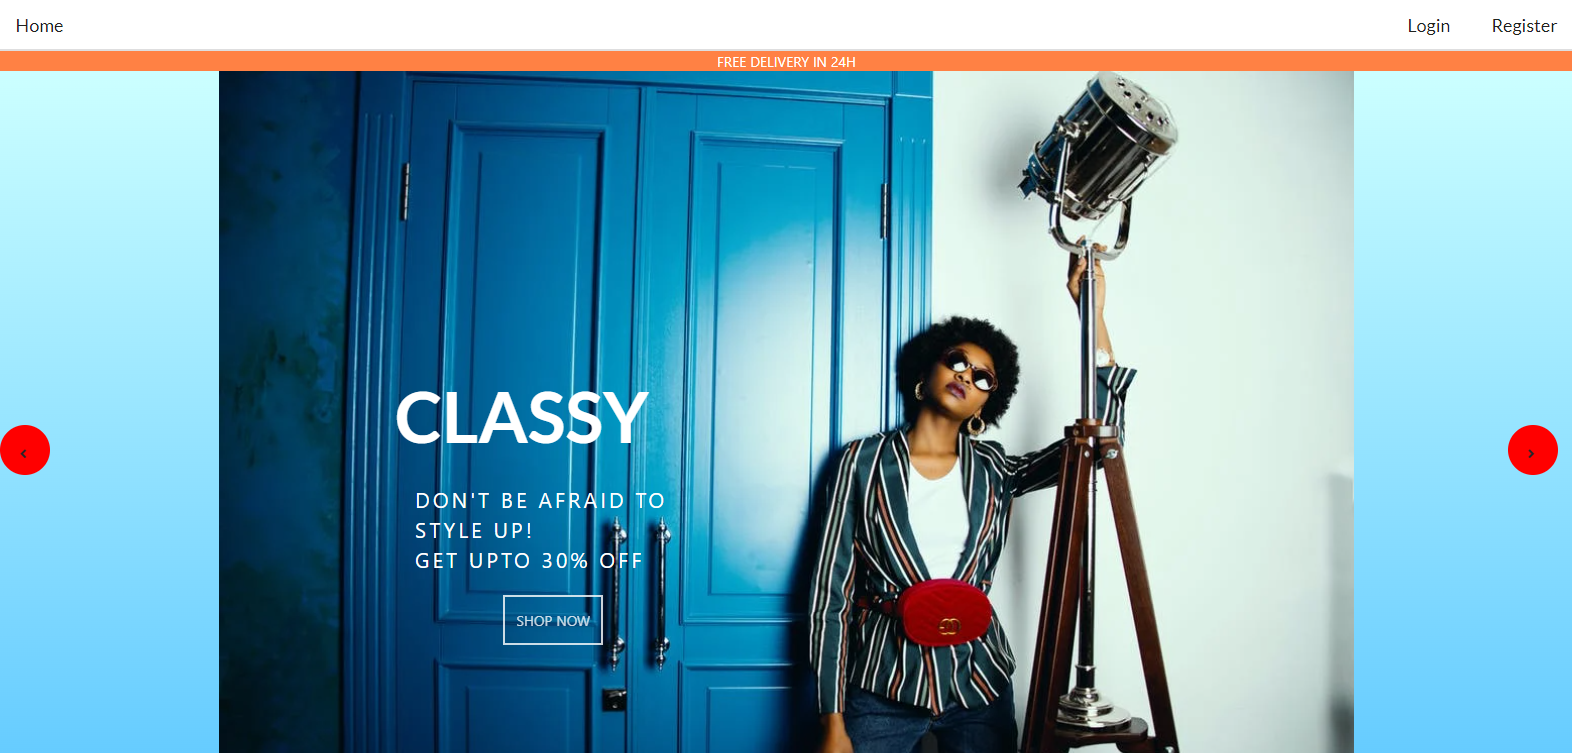 Home
Login
Register
FREE DELIVERY IN 24H
CLASSY
DON'T BE AFRAID TO
STYLE UP!
GET UPTO 30% OFF
SHOP NOW